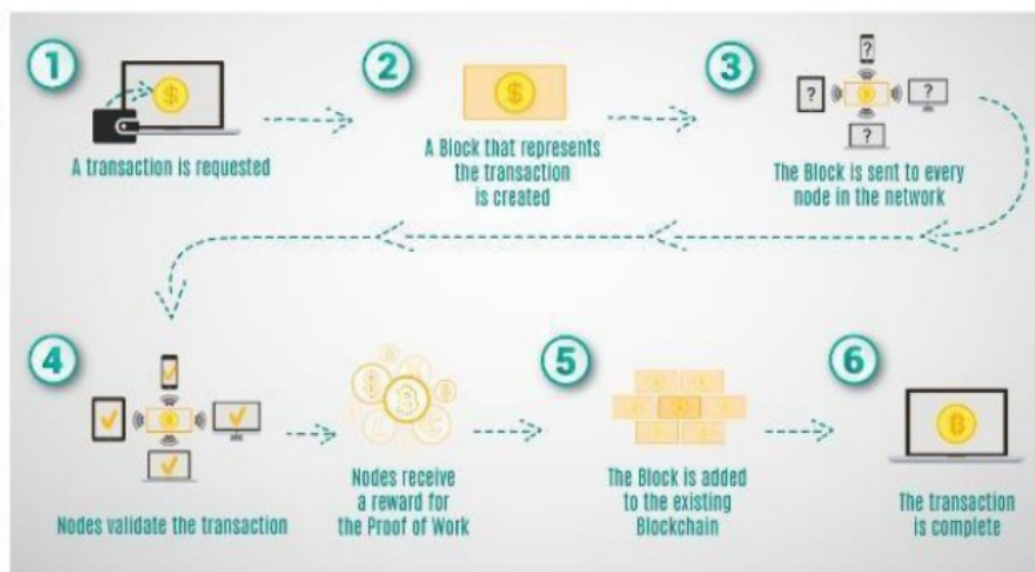 1
A transaction is requested
2
A Block that represents
the transaction
is created
3
The Block is sent to every
node in the network
4
Nodes validate the transaction
Nodes receive
a reward for
the Proof of Work
5
The Block is added
to the existing
Blockchain
6
The transaction
is complete